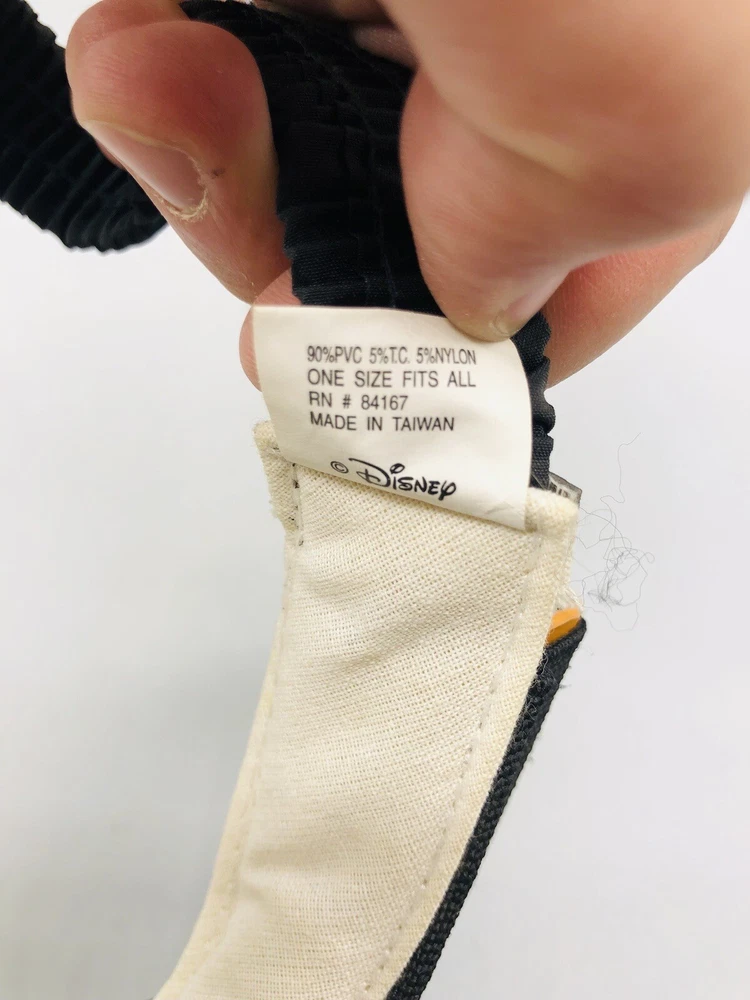 90%PVC 5%T.C. 5%NYLON
ONE SIZE FITS ALL
RN # 84167
MADE IN TAIWAN
© Disney